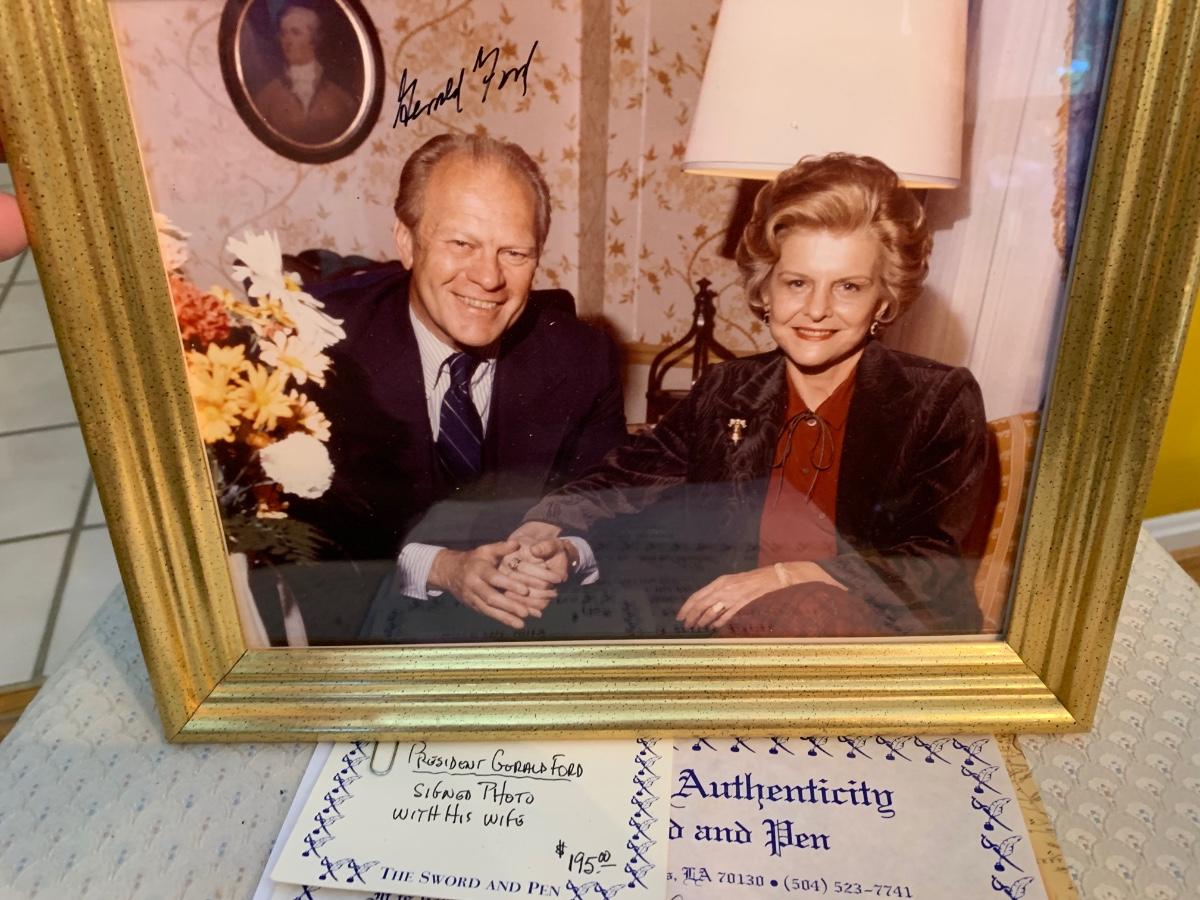 Gerald Ford
PRESIDENT GERALD FORD
SIGNED PHOTO
WITH HIS WIFE
$195.00
THE SWORD AND PEN
Authenticity
d and Pen
s, LA 70130 • (504) 523-7741